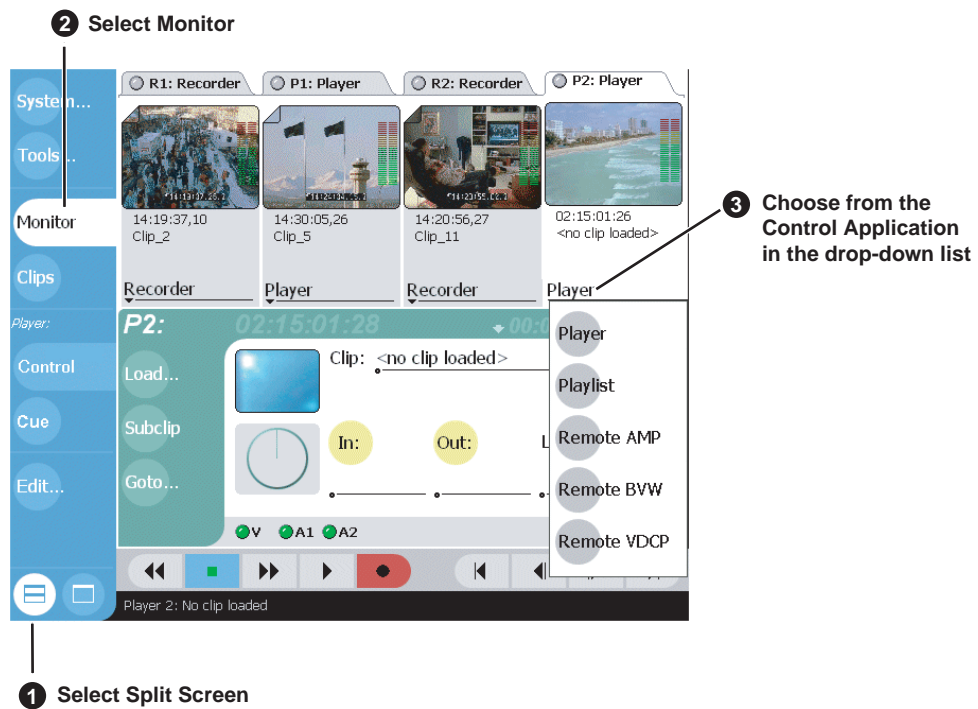 2 Select Monitor
R1: Recorder
P1: Player
R2: Recorder
P2: Player
System...
Tools...
Monitor
Clips
Player:
Control
Cue
Edit...
14:19:37,10
Clip_2
14:30:05,26
Clip_5
14:20:56,27
Clip_11
02:15:01:26
<no clip loaded>
Recorder
Player
Recorder
Player
3 Choose from the
Control Application
in the drop-down list
P2:
02:15:01:28
Load...
Subclip
Goto...
Clip: <no clip loaded>
In:
Out:
V A1 A2
Player
Playlist
Remote AMP
Remote BVW
Remote VDCP
Player 2: No clip loaded
1 Select Split Screen